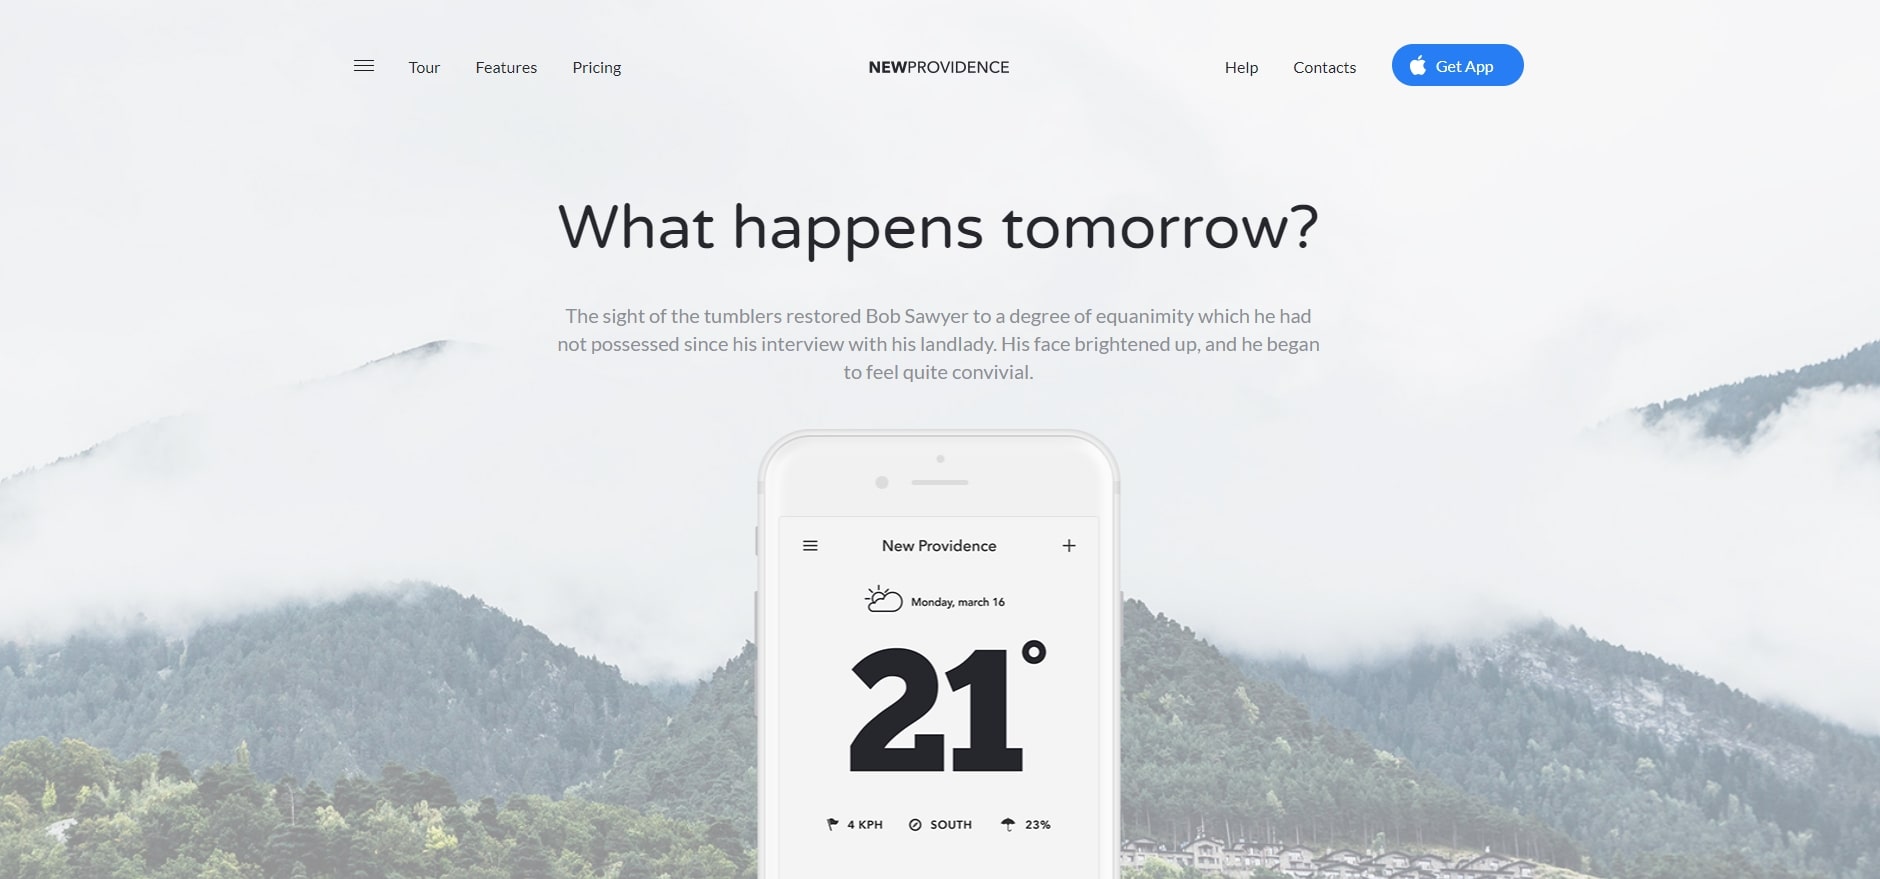 Tour Features Pricing NEWPROVIDENCE Help Contacts Get App
What happens tomorrow?
The sight of the tumblers restored Bob Sawyer to a degree of equanimity which he had
not possessed since his interview with his landlady. His face brightened up, and he began
to feel quite convivial.
New Providence
Monday, march 16
21°
4 KPH SOUTH 23%